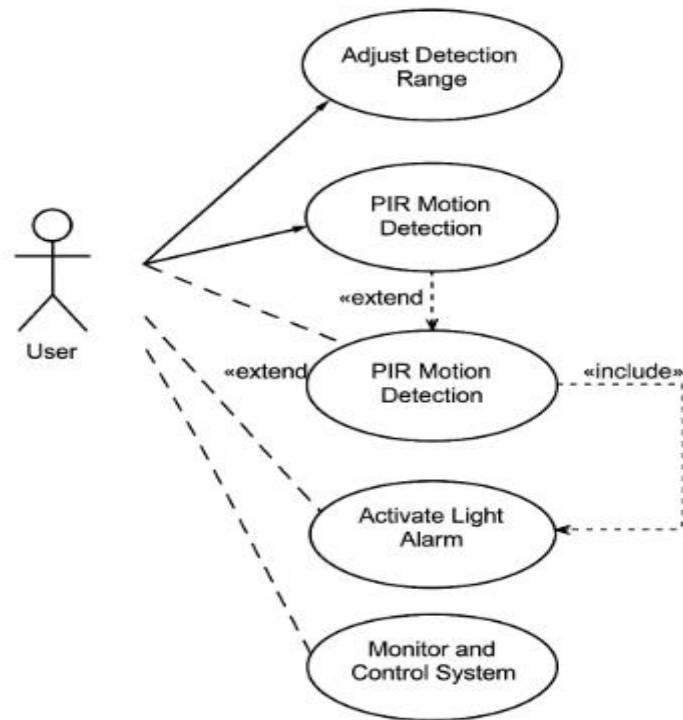 Adjust Detection
Range
PIR Motion
Detection
«extend
User
«extend
PIR Motion
Detection
«include»
Activate Light
Alarm
Monitor and
Control System